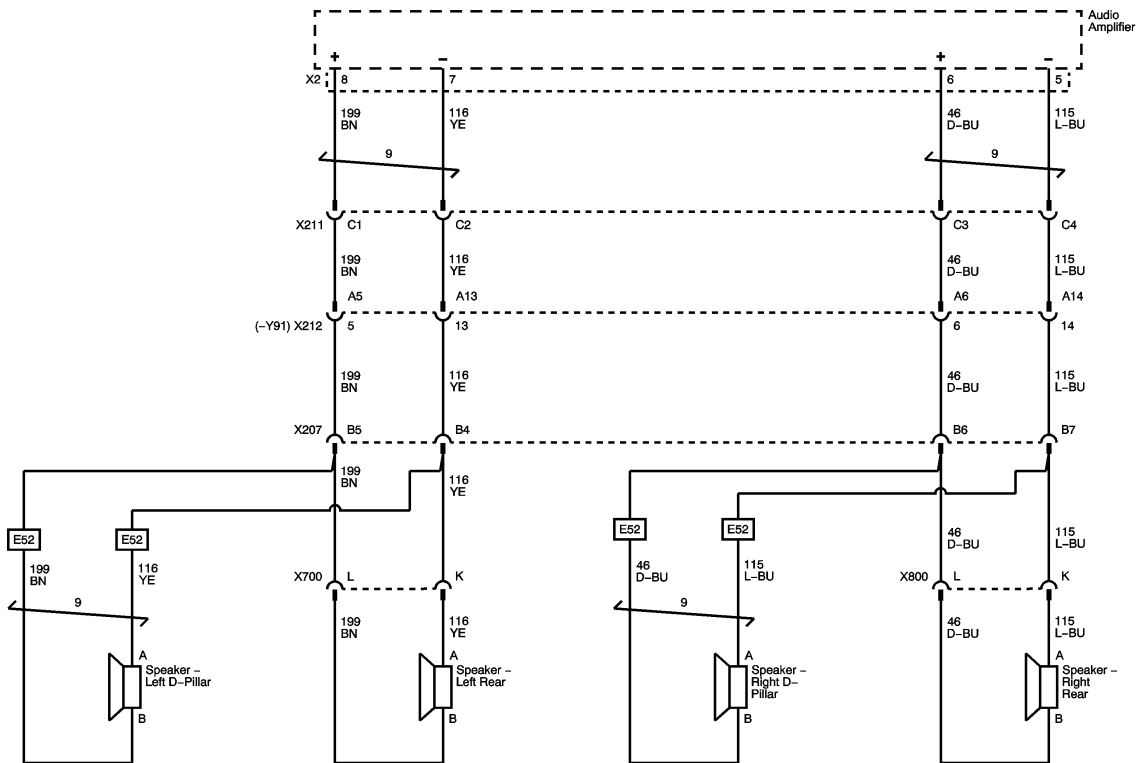 Audio
Amplifier
+ − + −
X2 8 7 6 5
199 116 46 115
BN YE D−BU L−BU
9 9
X211 C1 C2 C3 C4
199 116 46 115
BN YE D−BU L−BU
A5 A13 A6 A14
(−Y91) X212 5 13 6 14
199 116 46 115
BN YE D−BU L−BU
X207 B5 B4 B6 B7
199 116
BN YE
E52 E52 E52 E52
46 115
D−BU L−BU
199 116 46 115
BN YE D−BU L−BU
X700 L K X800 L K
9 9
199 116 46 115
BN YE D−BU L−BU
A A A A
Speaker − Speaker − Speaker − Speaker −
Left D−Pillar Left Rear Right D− Right
Pillar Rear
B B B B